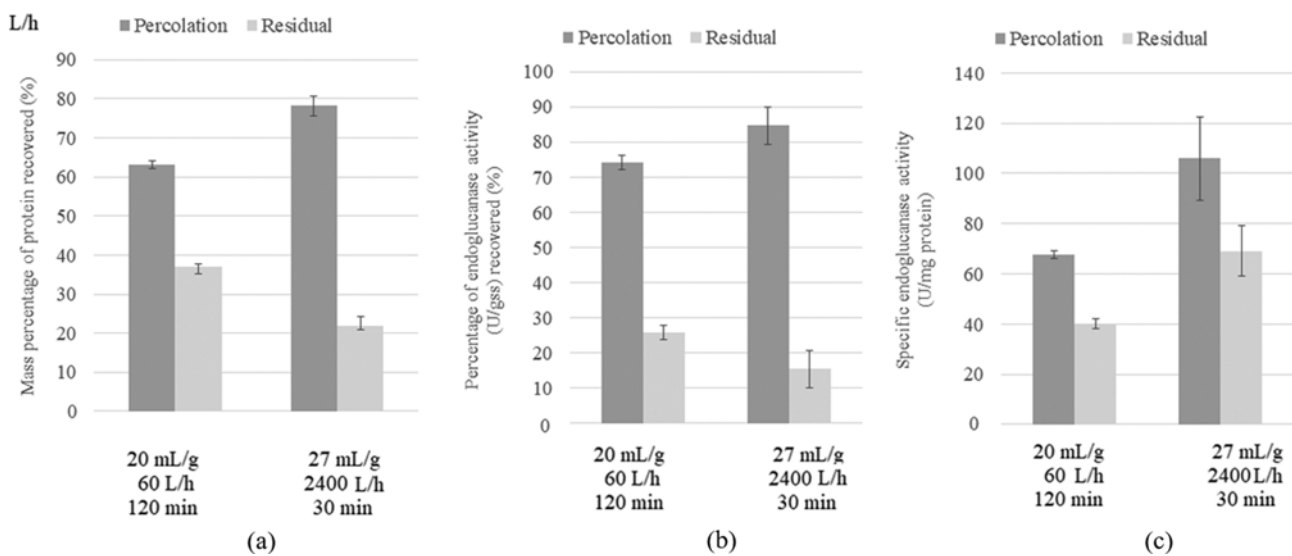 L/h
Percolation Residual
Mass percentage of protein recovered (%)
90
80
70
60
50
40
30
20
10
0
20 mL/g 27 mL/g
60 L/h 2400 L/h
120 min 30 min
(a)
Percolation Residual
Percentage of endoglucanase activity
(U/gss) recovered (%)
100
90
80
70
60
50
40
30
20
10
0
20 mL/g 27 mL/g
60 L/h 2400 L/h
120 min 30 min
(b)
Percolation Residual
Specific endoglucanase activity
(U/mg protein)
140
120
100
80
60
40
20
0
20 mL/g 27 mL/g
60 L/h 2400 L/h
120 min 30 min
(c)